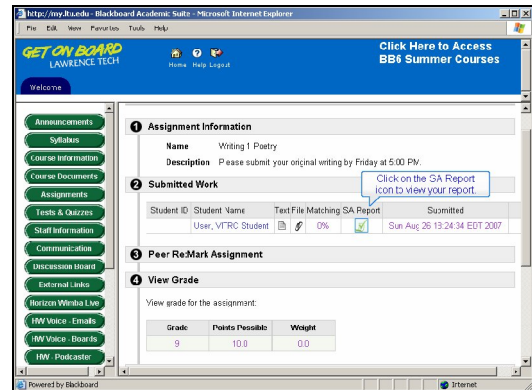 http://my.ltu.edu - Blackboard Academic Suite - Microsoft Internet Explorer
File Edit View Favorites Tools Help
GET ON BOARD
LAWRENCE TECH
Home Help Logout
Click Here to Access
BB6 Summer Courses
Welcome
Announcements
Syllabus
Course Information
Course Documents
Assignments
Tests & Quizzes
Staff Information
Communication
Discussion Board
External Links
Horizon Wimba Live
HW Voice - Emails
HW Voice - Boards
HW - Podcaster
1 Assignment Information
Name Writing 1 Poetry
Description Please submit your original writing by Friday at 5:00 PM.
Click on the SA Report
icon to view your report.
2 Submitted Work
Student ID Student Name Text File Matching SA Report Submitted
User, VITRC Student 0% Sun Aug 26 13:24:34 EDT 2007
3 Peer Re:Mark Assignment
4 View Grade
View grade for the assignment:
Grade Points Possible Weight
9 10.0 0.0
Powered by Blackboard
Internet